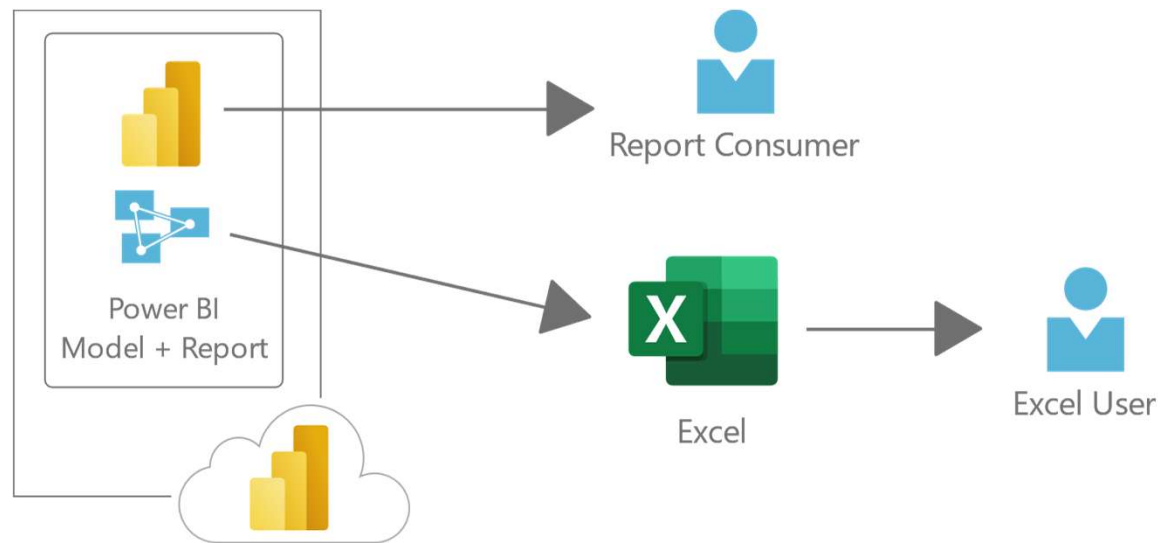 Report Consumer
Power BI
Model + Report
X
Excel
Excel User